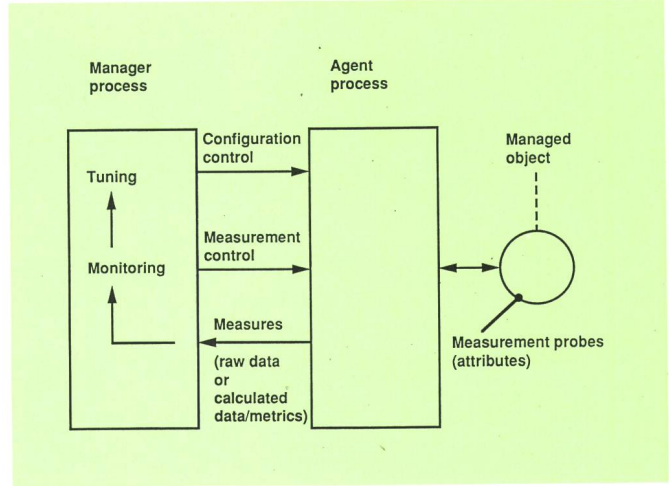 Manager
process
Agent
process
Configuration
control
Managed
object
Tuning
Measurement
control
Monitoring
Measures
(raw data
or
calculated
data/metrics)
Measurement probes
(attributes)